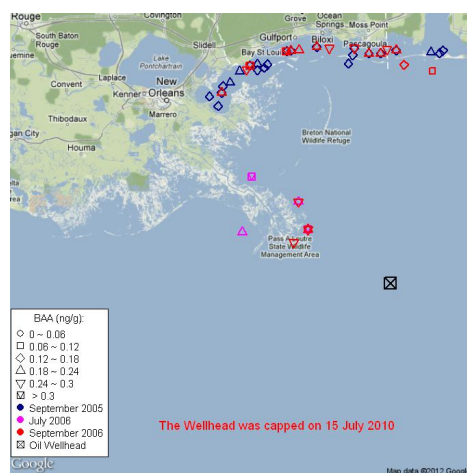 Rouge
Covington
Grove
Ocean
Springs
Moss Point
South Baton
Rouge
Slidell
Gulfport
Biloxi
Pascagoula
Bay St Louis
Lake
Pontchartrain
Convent
Laplace
Kenner
New
Orleans
Marrero
Thibodaux
Houma
Breton National
Wildlife Refuge
Pass A Loutre
State Wildlife
Management Area
BAA (ng/g):
0 ~ 0.06
0.06 ~ 0.12
0.12 ~ 0.18
0.18 ~ 0.24
0.24 ~ 0.3
> 0.3
September 2005
July 2006
September 2006
Oil Wellhead
The Wellhead was capped on 15 July 2010
Google
Map data ©2012 Google